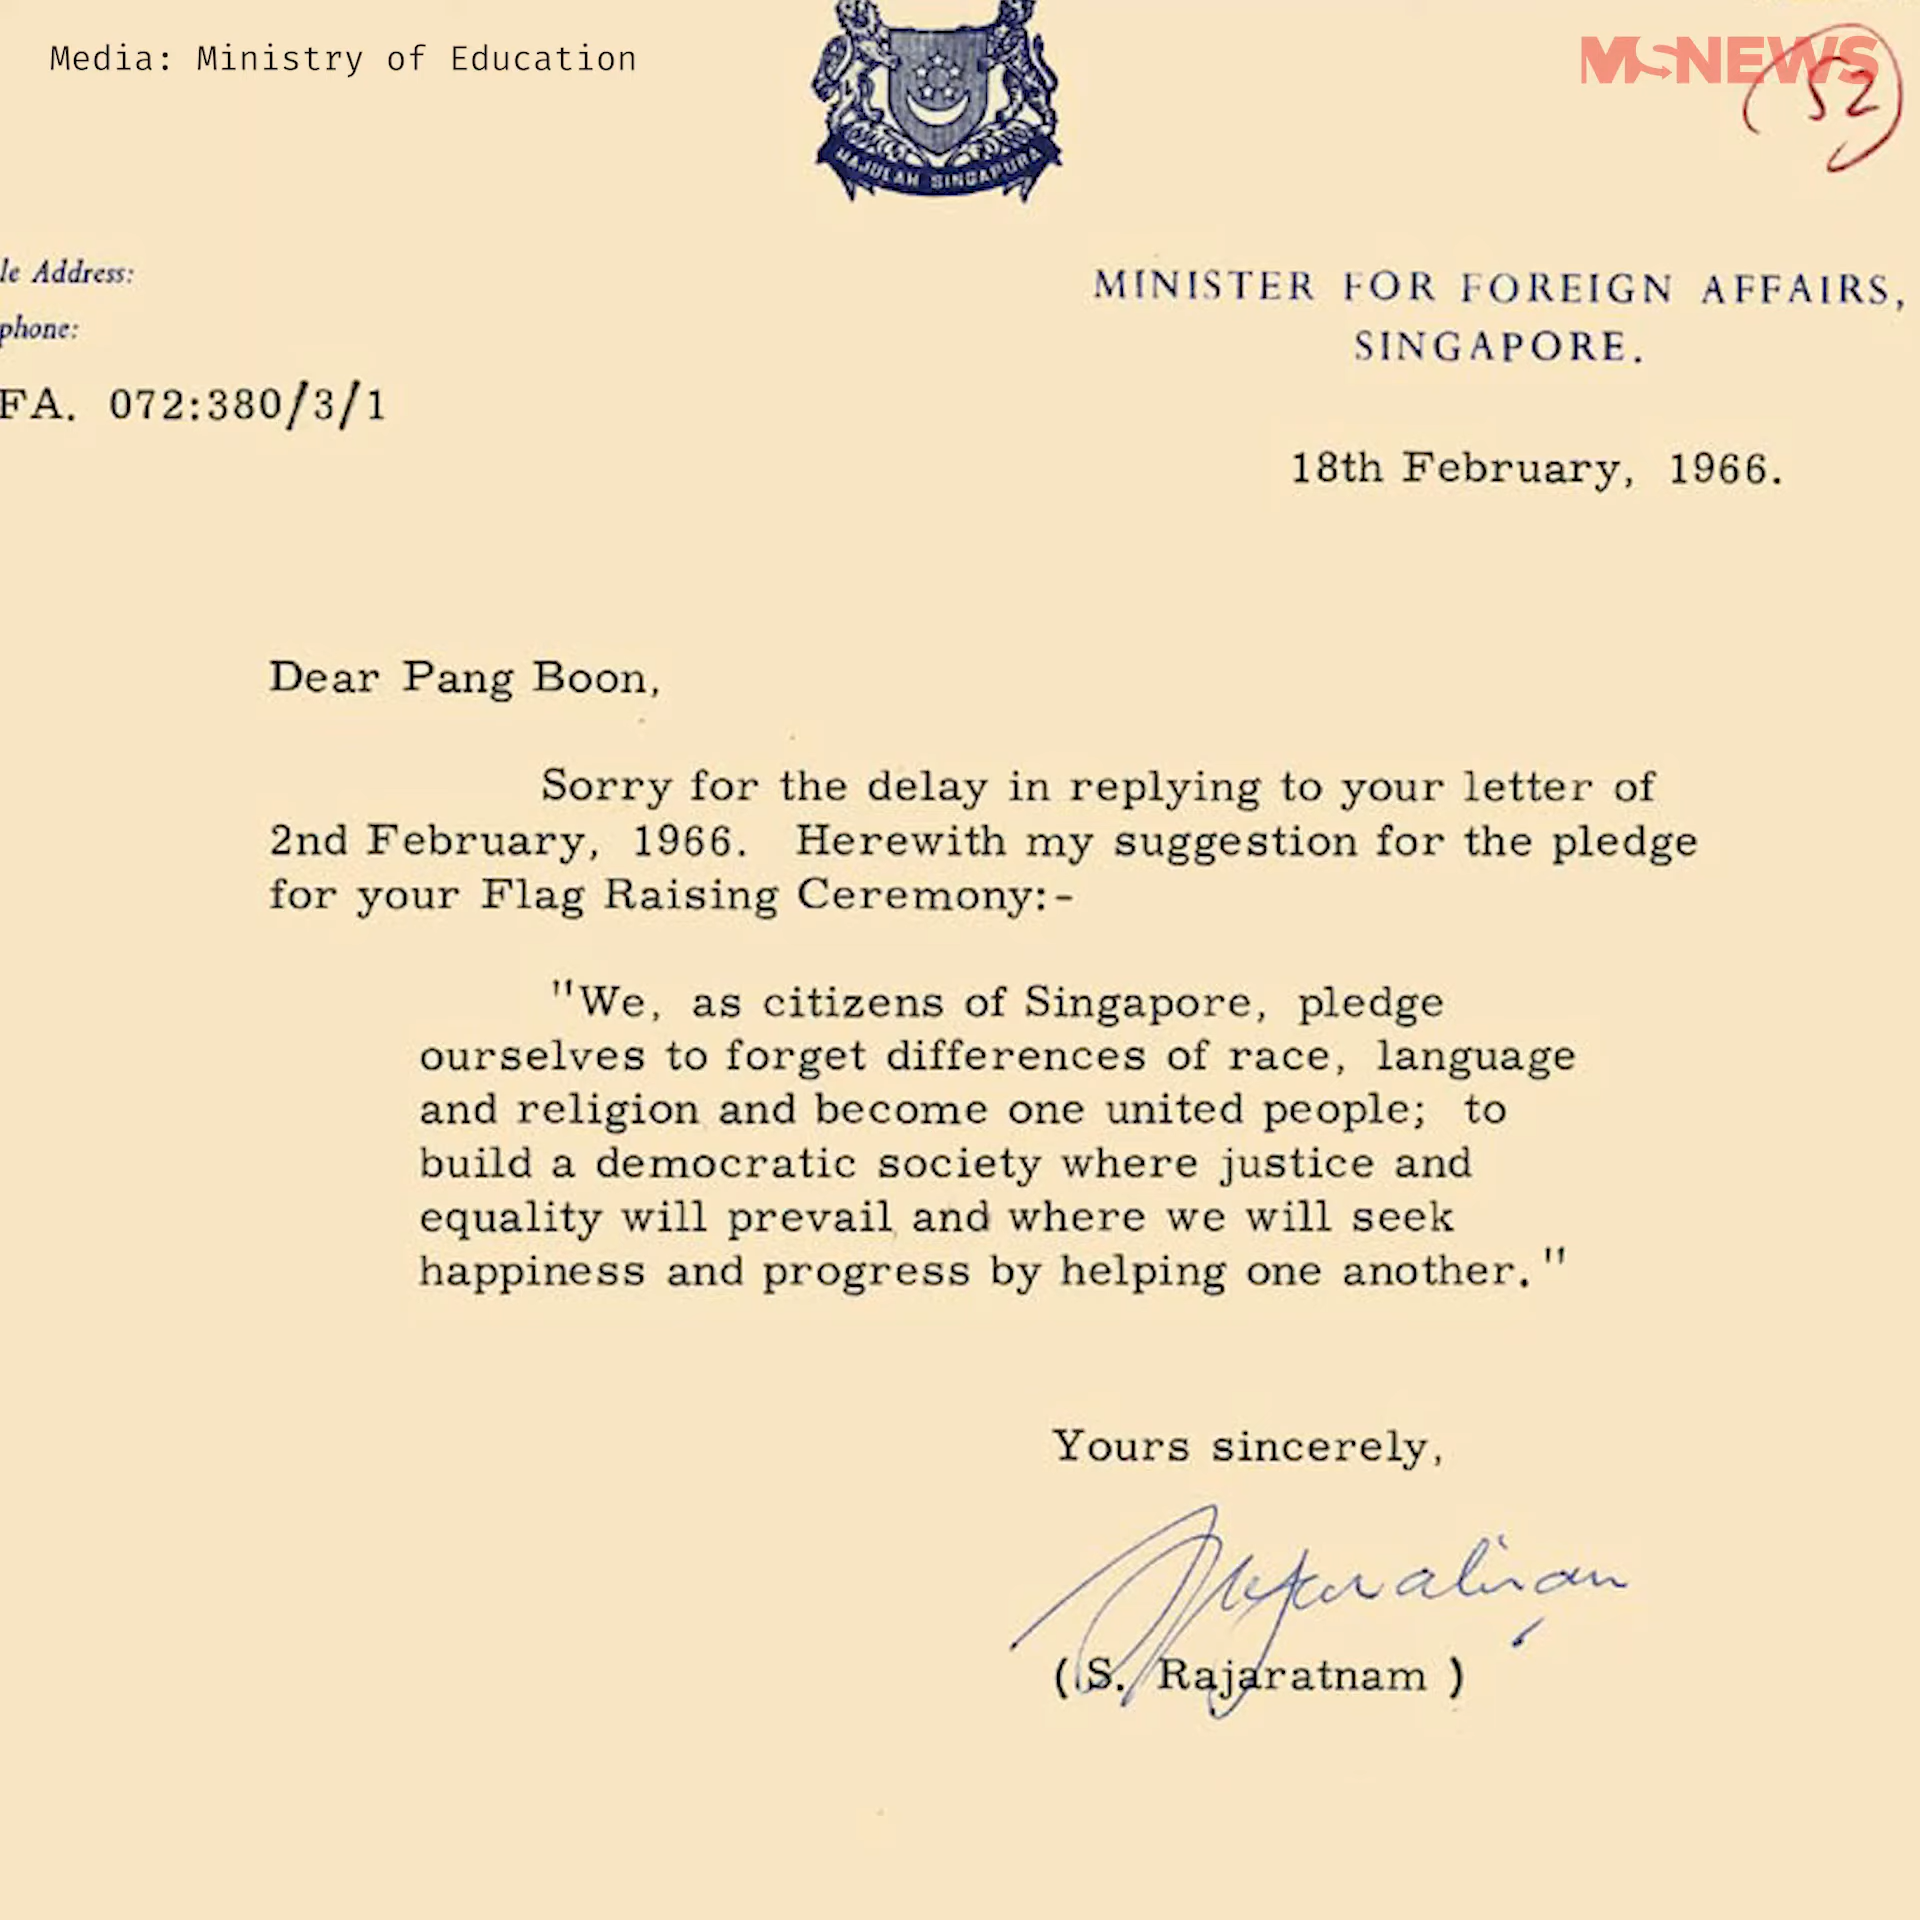 Media: Ministry of Education
MSNEWS
52
MAJULAH SINGAPURA
le Address:
phone:
FA. 072:380/3/1
MINISTER FOR FOREIGN AFFAIRS,
SINGAPORE.
18th February, 1966.
Dear Pang Boon,
Sorry for the delay in replying to your letter of
2nd February, 1966. Herewith my suggestion for the pledge
for your Flag Raising Ceremony:-
"We, as citizens of Singapore, pledge
ourselves to forget differences of race, language
and religion and become one united people; to
build a democratic society where justice and
equality will prevail and where we will seek
happiness and progress by helping one another."
Yours sincerely,
(S. Rajaratnam )